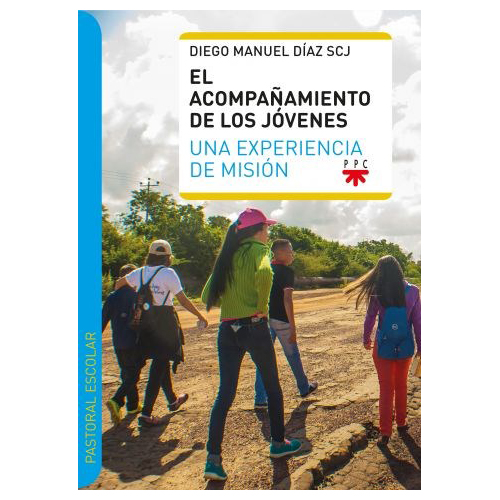 DIEGO MANUEL DÍAZ SCJ
EL
ACOMPAÑAMIENTO
DE LOS JÓVENES
UNA EXPERIENCIA
DE MISIÓN
PPC
PASTORAL ESCOLAR